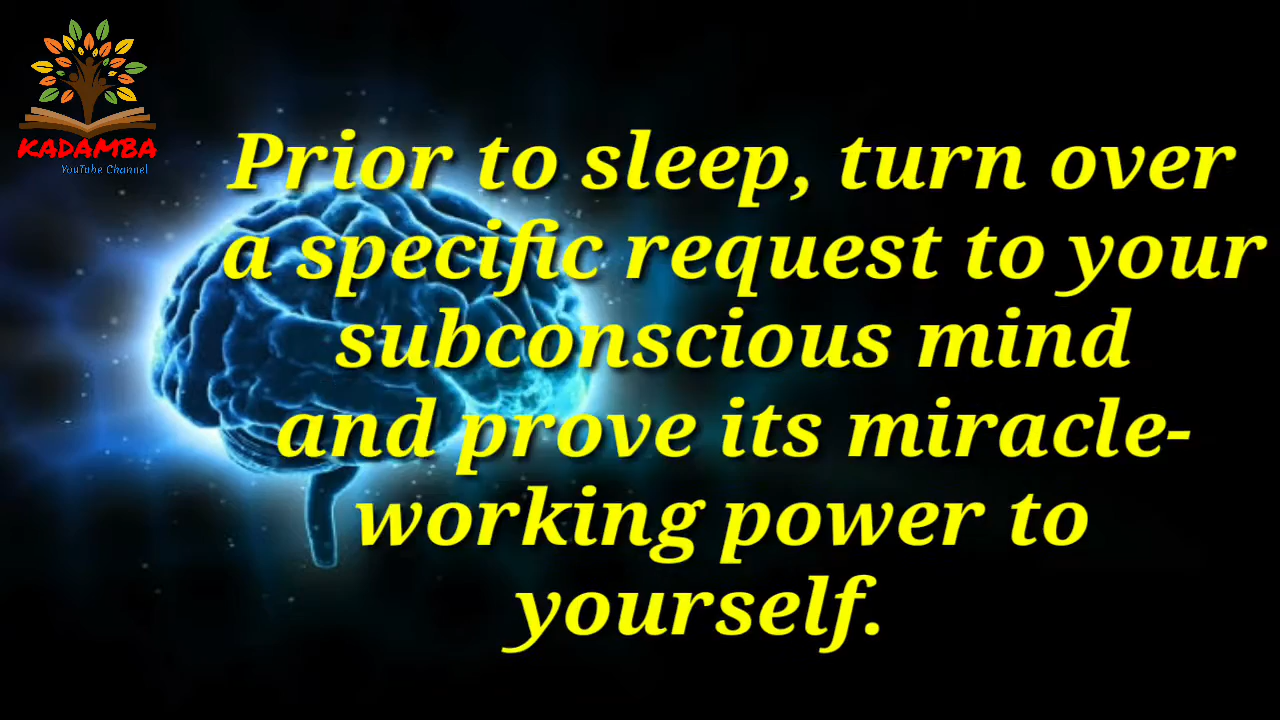 KADAMBA
YouTube Channel
Prior to sleep, turn over
a specific request to your
subconscious mind
and prove its miracle-
working power to
yourself.